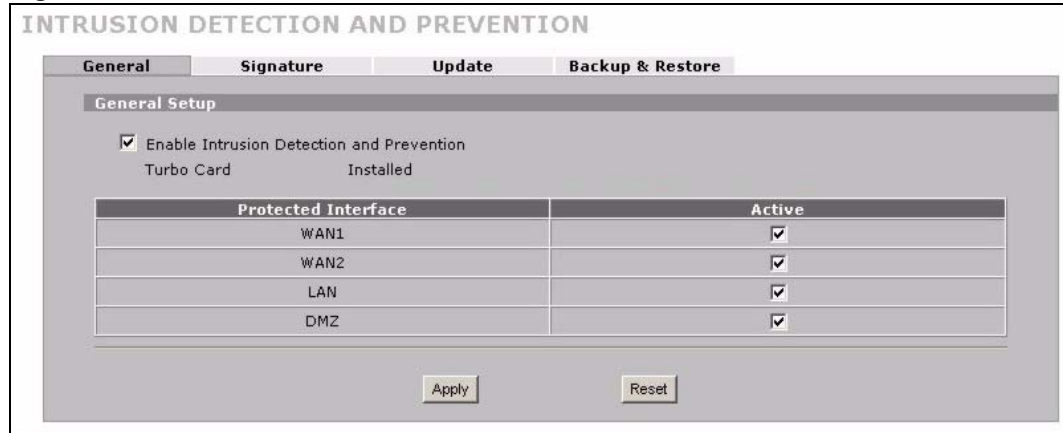 INTRUSION DETECTION AND PREVENTION
General Signature Update Backup & Restore
General Setup
Enable Intrusion Detection and Prevention
Turbo Card Installed
Protected Interface Active
WAN1
WAN2
LAN
DMZ
Apply Reset